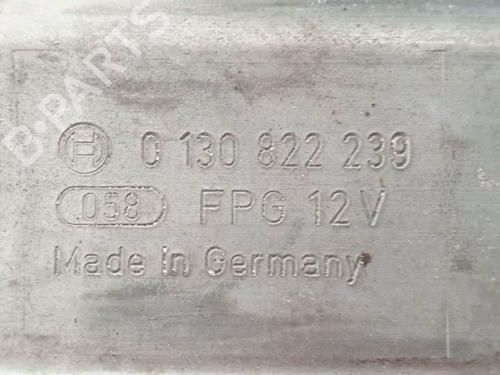 B-PARTS
0 130 822 239
058 FPG 12V
Made in Germany